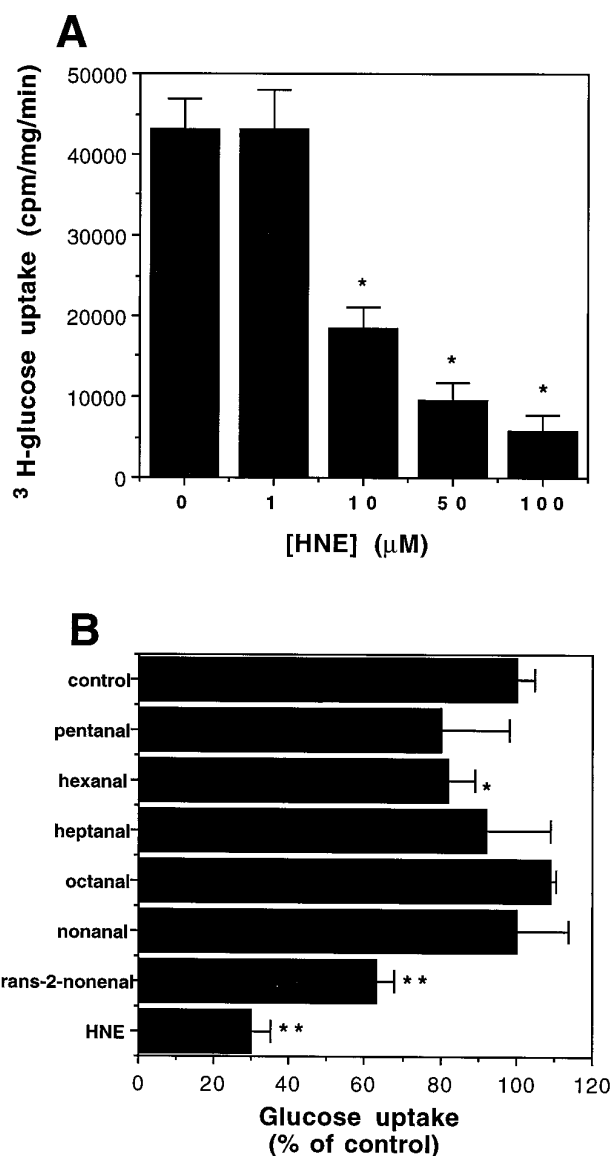 A
³H-glucose uptake (cpm/mg/min)
50000
40000
30000
20000
10000
0
*
*
*
0 1 10 50 100
[HNE] (µM)
B
control
pentanal
hexanal
*
heptanal
octanal
nonanal
rans-2-nonenal
**
HNE
**
0 20 40 60 80 100 120
Glucose uptake
(% of control)